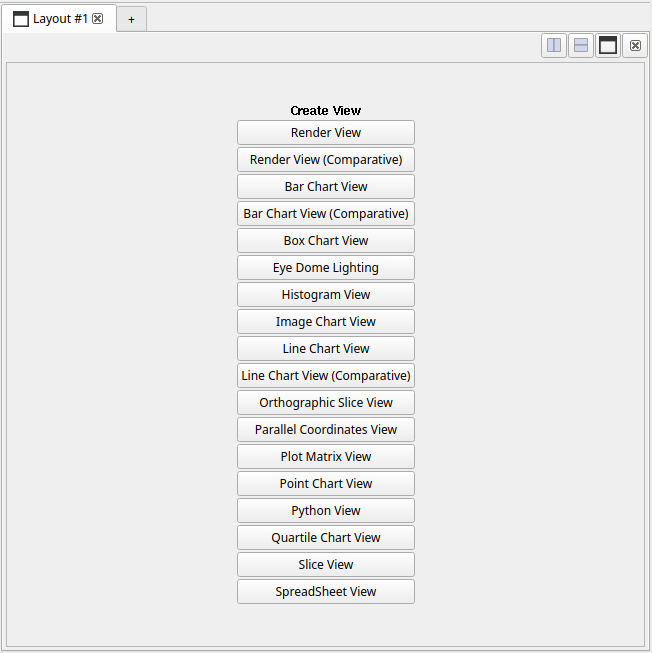 Layout #1
+
Create View
Render View
Render View (Comparative)
Bar Chart View
Bar Chart View (Comparative)
Box Chart View
Eye Dome Lighting
Histogram View
Image Chart View
Line Chart View
Line Chart View (Comparative)
Orthographic Slice View
Parallel Coordinates View
Plot Matrix View
Point Chart View
Python View
Quartile Chart View
Slice View
SpreadSheet View